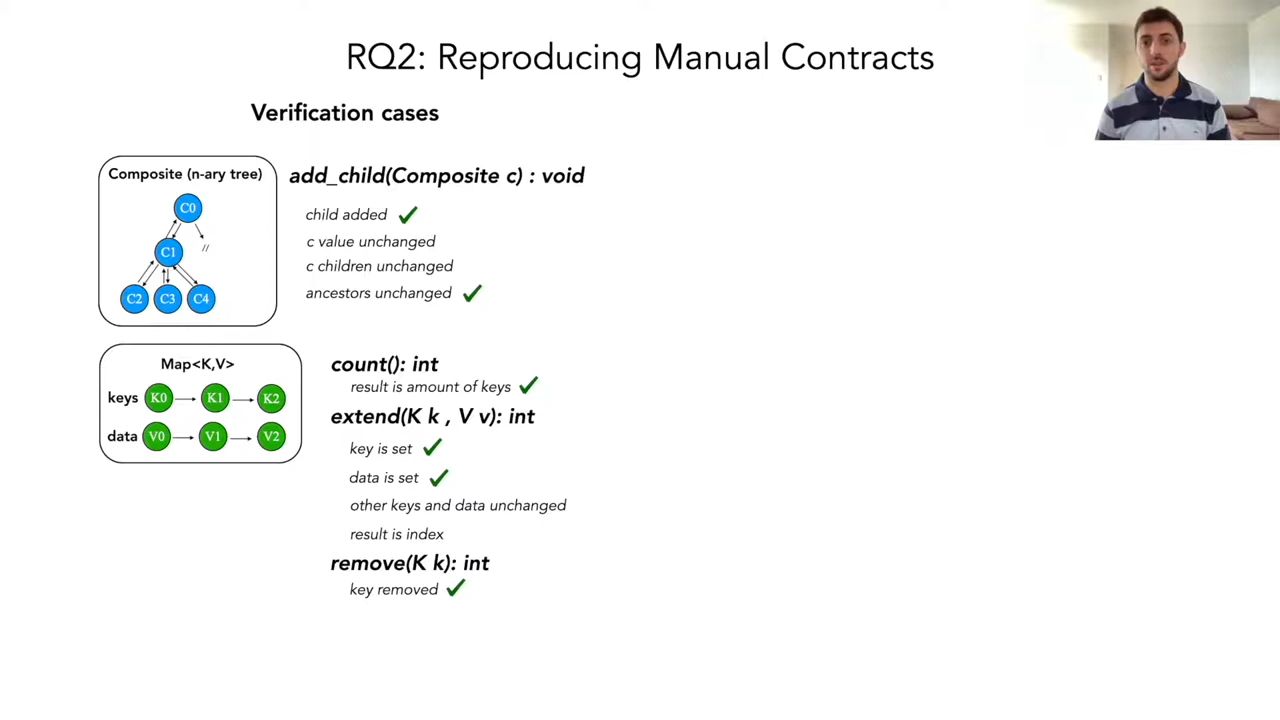 RQ2: Reproducing Manual Contracts
Verification cases
Composite (n-ary tree)
C0
//
C1
C2 C3 C4
add_child(Composite c) : void
child added
c value unchanged
c children unchanged
ancestors unchanged
Map<K,V>
keys K0 K1 K2
data V0 V1 V2
count(): int
result is amount of keys
extend(K k , V v): int
key is set
data is set
other keys and data unchanged
result is index
remove(K k): int
key removed